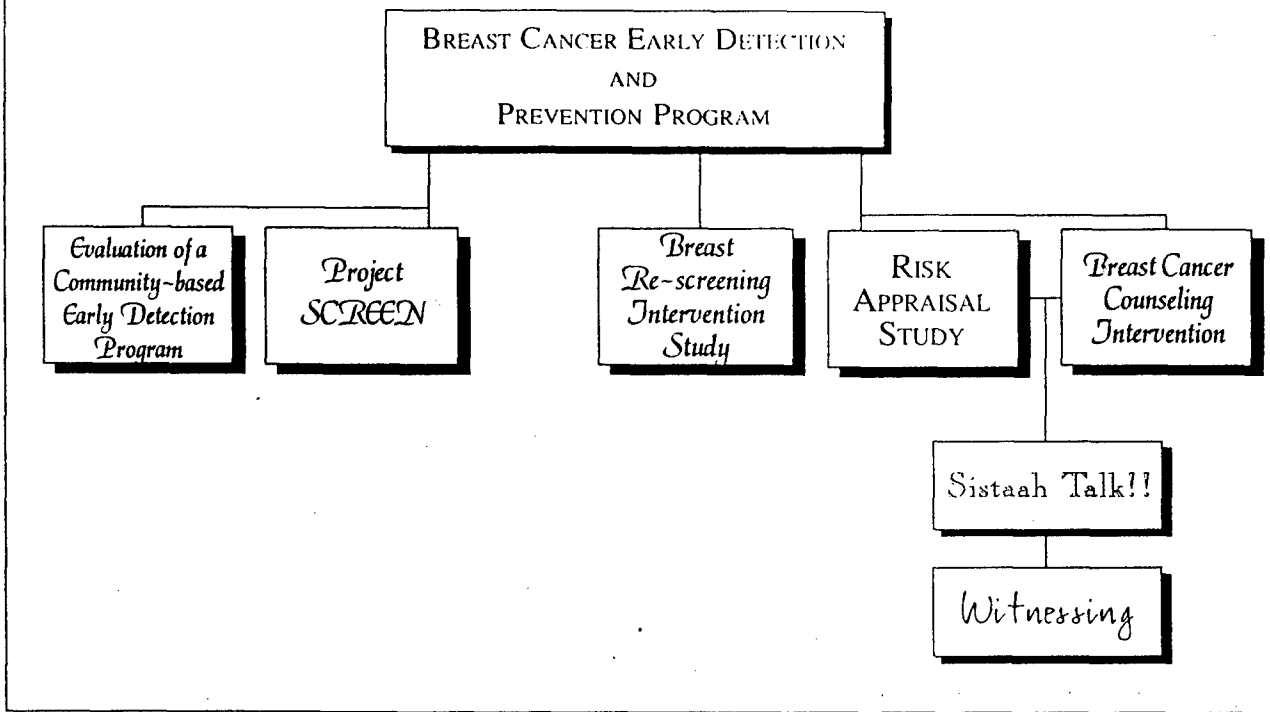 BREAST CANCER EARLY DETECTION
AND
PREVENTION PROGRAM
Evaluation of a
Community-based
Early Detection
Program
Project
SCREEN
Breast
Re-screening
Intervention
Study
RISK
APPRAISAL
STUDY
Breast Cancer
Counseling
Intervention
Sistaah Talk!!
Witnessing